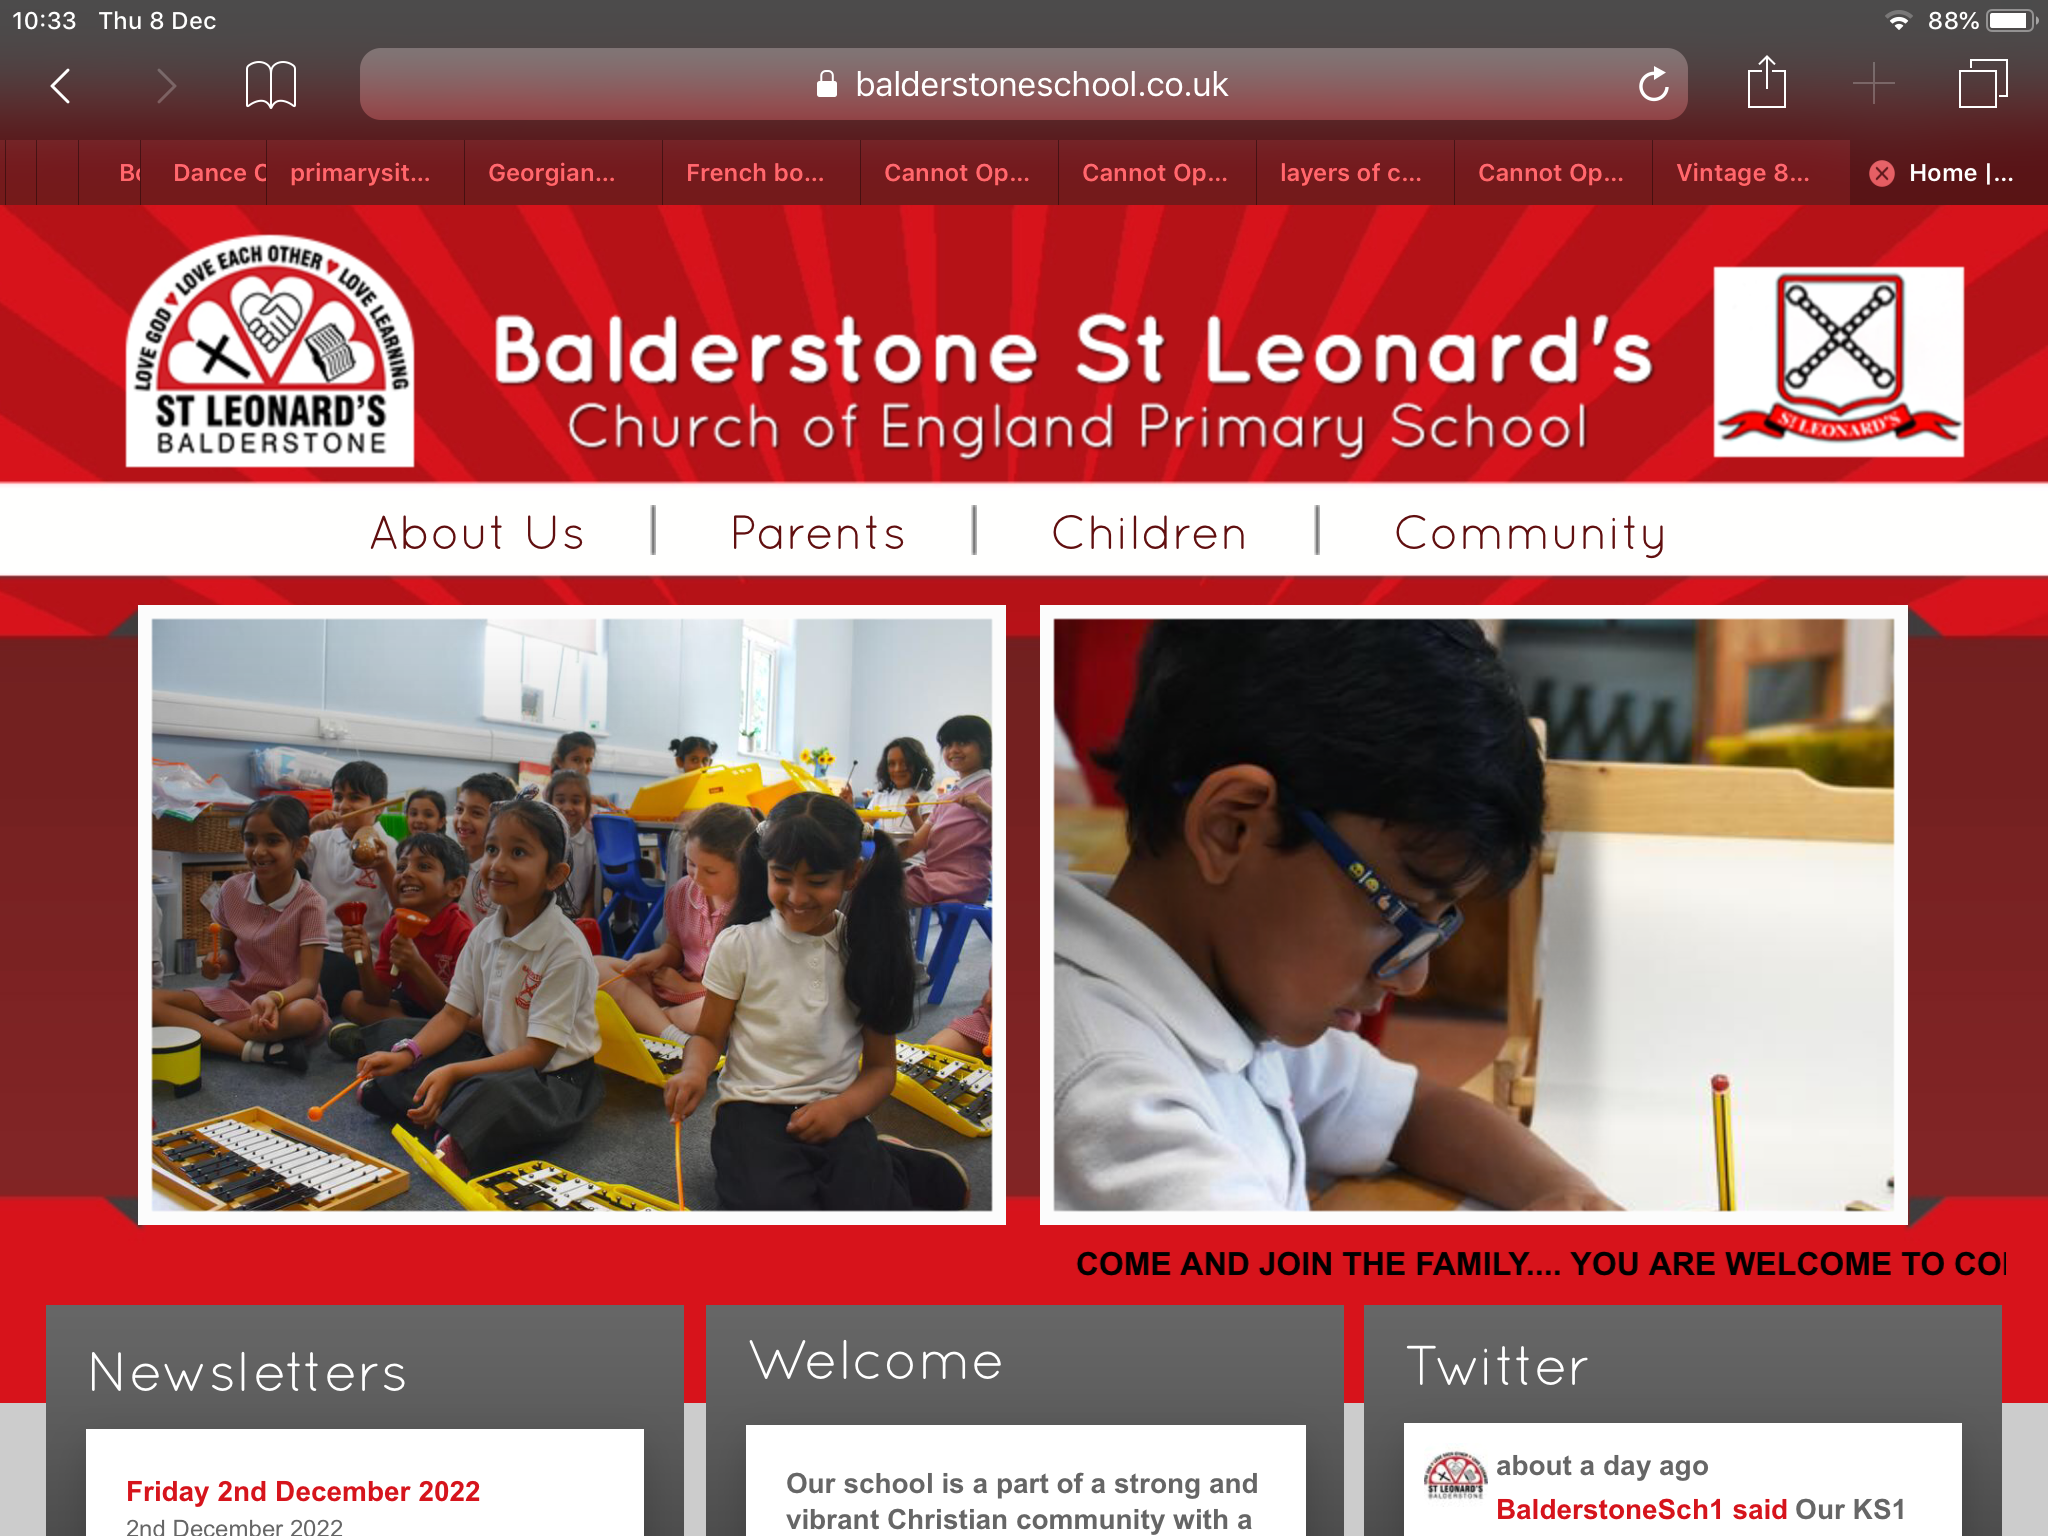 10:33 Thu 8 Dec 88%
balderstoneschool.co.uk
Dance primarysit... Georgian... French bo... Cannot Op... Cannot Op... layers of c... Cannot Op... Vintage 8... Home |...
LOVE GOD ♥ LOVE EACH OTHER ♥ LOVE LEARNING
ST LEONARD'S
BALDERSTONE
Balderstone St Leonard's
Church of England Primary School
ST LEONARD'S
About Us | Parents | Children | Community
COME AND JOIN THE FAMILY.... YOU ARE WELCOME TO
Newsletters
Friday 2nd December 2022
2nd December 2022
Welcome
Our school is a part of a strong and
vibrant Christian community with a
Twitter
ST LEONARD'S
BALDERSTONE
about a day ago
BalderstoneSch1 said Our KS1